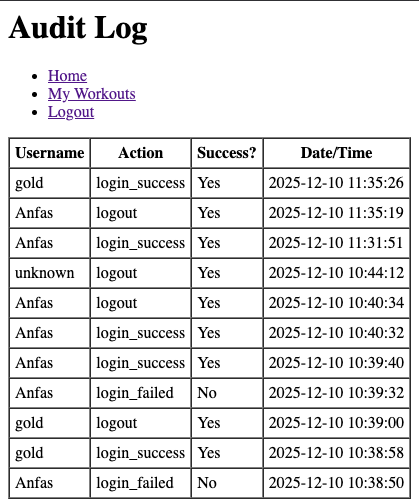 Audit Log
Home
My Workouts
Logout
Username Action Success? Date/Time
gold login_success Yes 2025-12-10 11:35:26
Anfas logout Yes 2025-12-10 11:35:19
Anfas login_success Yes 2025-12-10 11:31:51
unknown logout Yes 2025-12-10 10:44:12
Anfas logout Yes 2025-12-10 10:40:34
Anfas login_success Yes 2025-12-10 10:40:32
Anfas login_success Yes 2025-12-10 10:39:40
Anfas login_failed No 2025-12-10 10:39:32
gold logout Yes 2025-12-10 10:39:00
gold login_success Yes 2025-12-10 10:38:58
Anfas login_failed No 2025-12-10 10:38:50